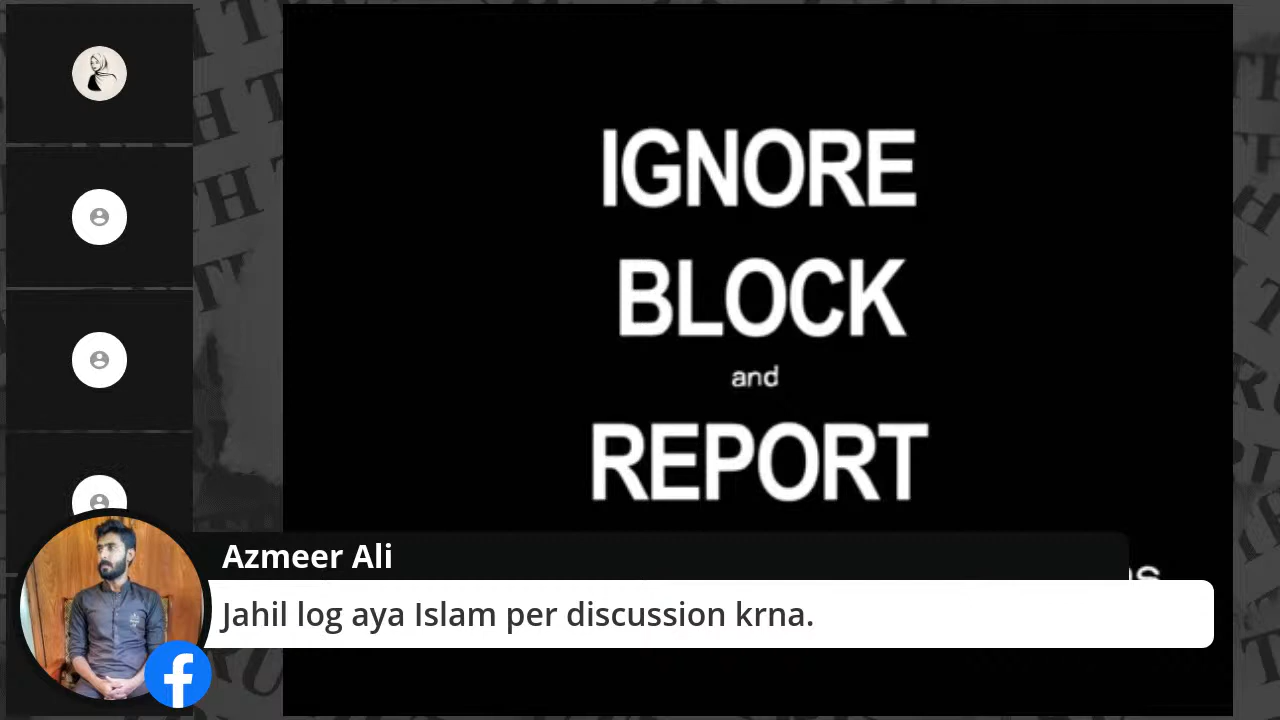 IGNORE
BLOCK
and
REPORT
Azmeer Ali
Jahil log aya Islam per discussion krna.